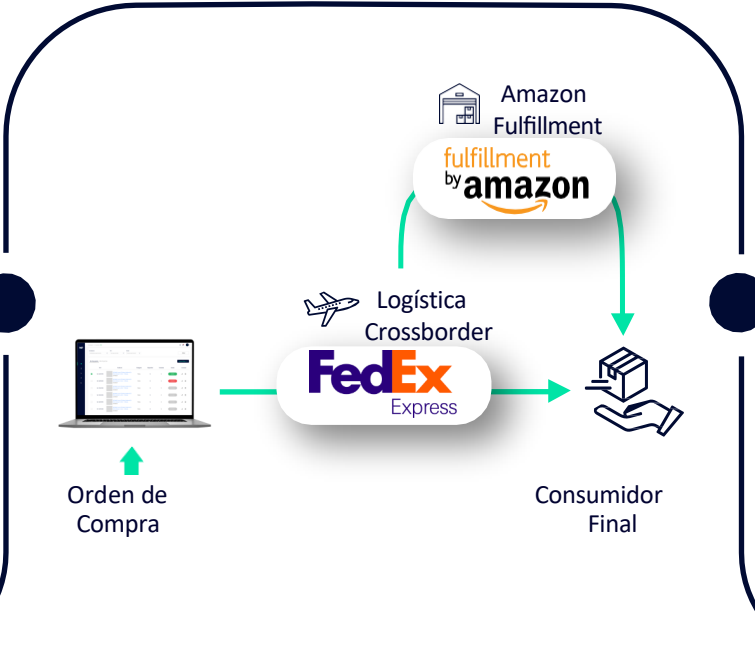 Amazon
Fulfillment
fulfillment
by amazon
Logística
Crossborder
FedEx
Express
Orden de
Compra
Consumidor
Final